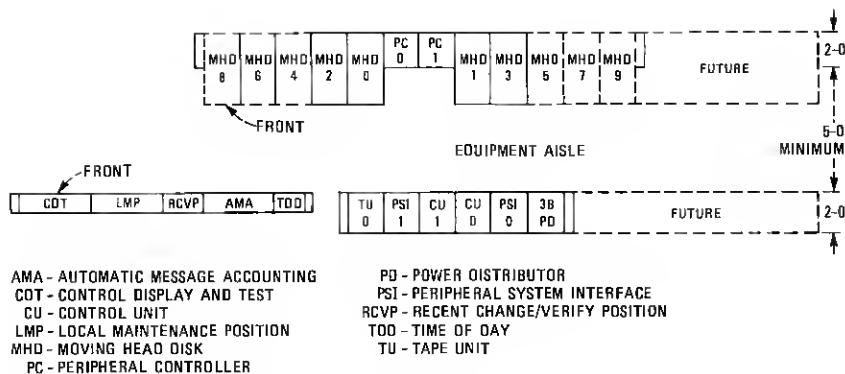 MHD 8
MHD 6
MHD 4
MHD 2
MHD 0
PC 0
PC 1
MHD 1
MHD 3
MHD 5
MHD 7
MHD 9
FUTURE
2-0
FRONT
EQUIPMENT AISLE
5-0 MINIMUM
FRONT
CDT
LMP
RCVP
AMA
TOD
TU 0
PSI 1
CU 1
CU 0
PSI 0
3B PD
FUTURE
2-0
AMA - AUTOMATIC MESSAGE ACCOUNTING
CDT - CONTROL DISPLAY AND TEST
CU - CONTROL UNIT
LMP - LOCAL MAINTENANCE POSITION
MHD - MOVING HEAD DISK
PC - PERIPHERAL CONTROLLER
PD - POWER DISTRIBUTOR
PSI - PERIPHERAL SYSTEM INTERFACE
RCVP - RECENT CHANGE/VERIFY POSITION
TOD - TIME OF DAY
TU - TAPE UNIT